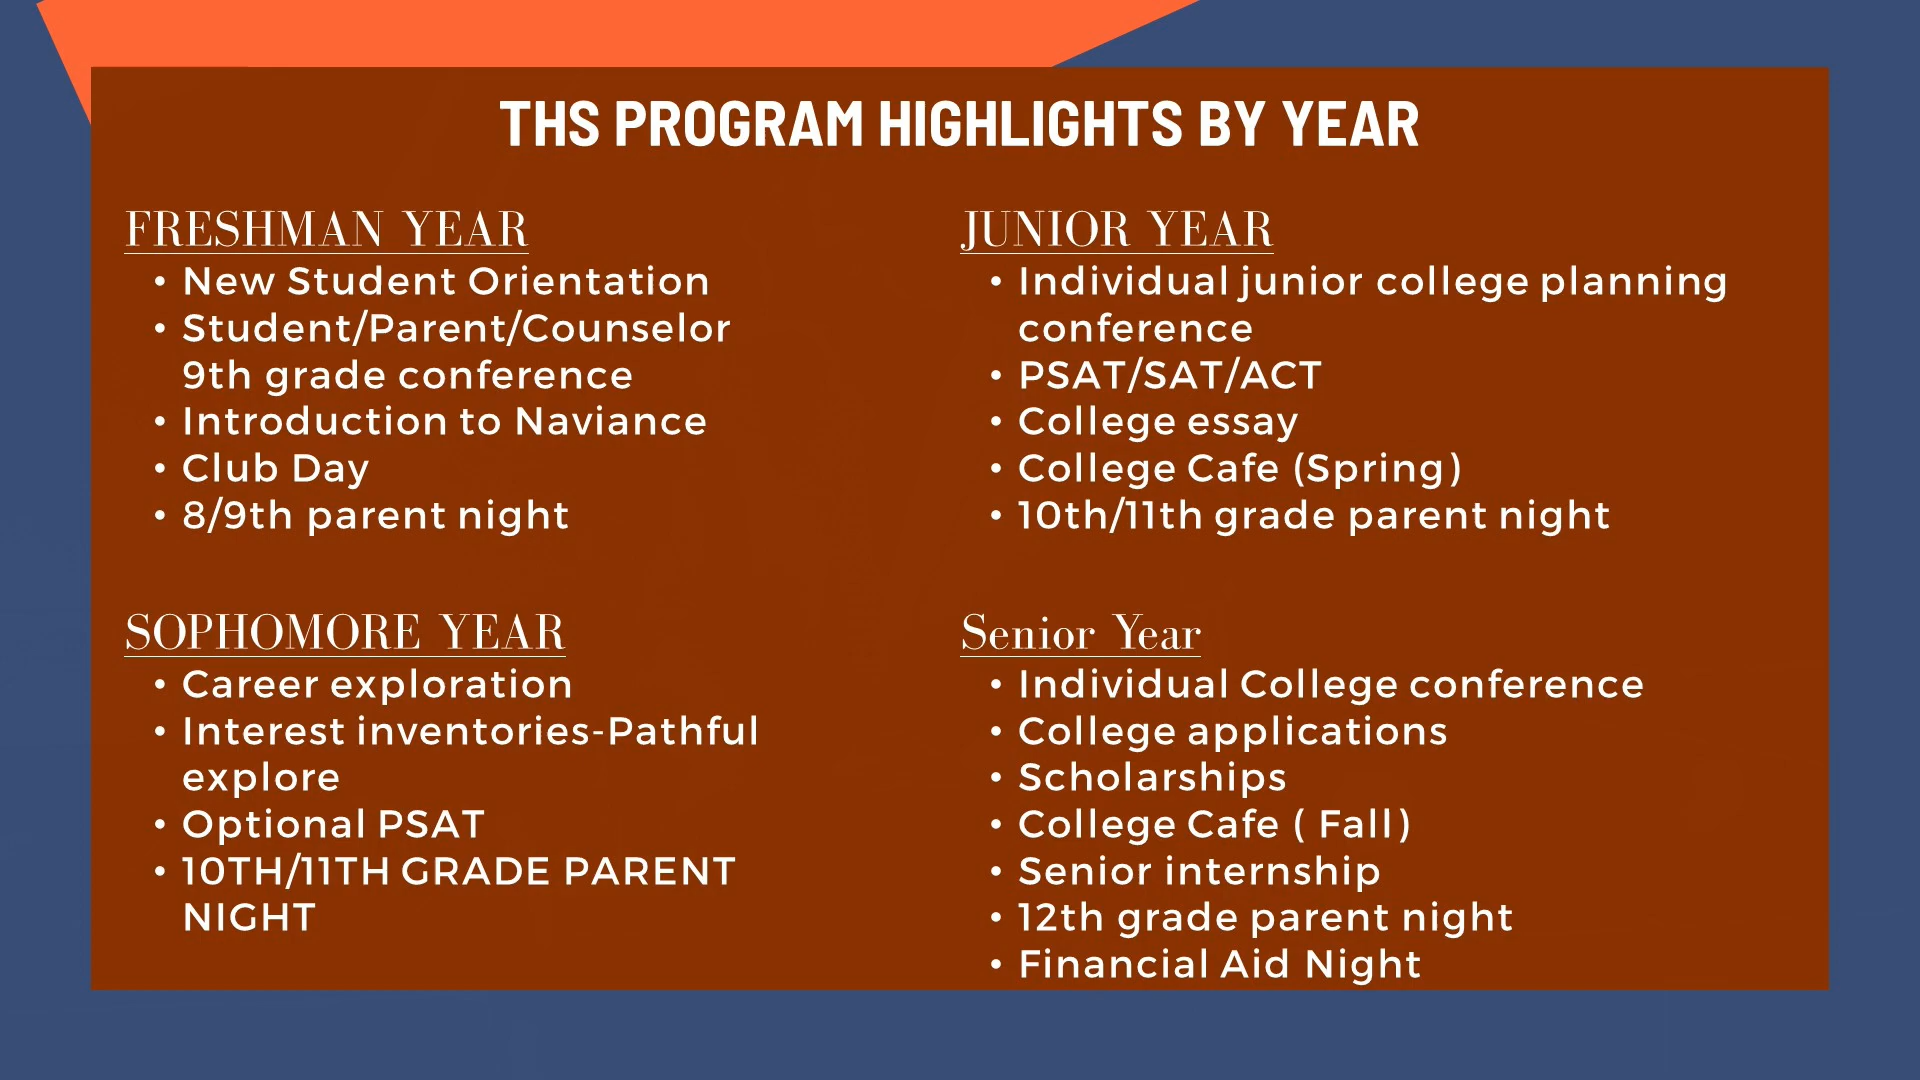 THS PROGRAM HIGHLIGHTS BY YEAR
FRESHMAN YEAR
• New Student Orientation
• Student/Parent/Counselor
9th grade conference
• Introduction to Naviance
• Club Day
• 8/9th parent night
SOPHOMORE YEAR
• Career exploration
• Interest inventories-Pathful
explore
• Optional PSAT
• 10TH/11TH GRADE PARENT
NIGHT
JUNIOR YEAR
• Individual junior college planning
conference
• PSAT/SAT/ACT
• College essay
• College Cafe (Spring)
• 10th/11th grade parent night
Senior Year
• Individual College conference
• College applications
• Scholarships
• College Cafe ( Fall)
• Senior internship
• 12th grade parent night
• Financial Aid Night